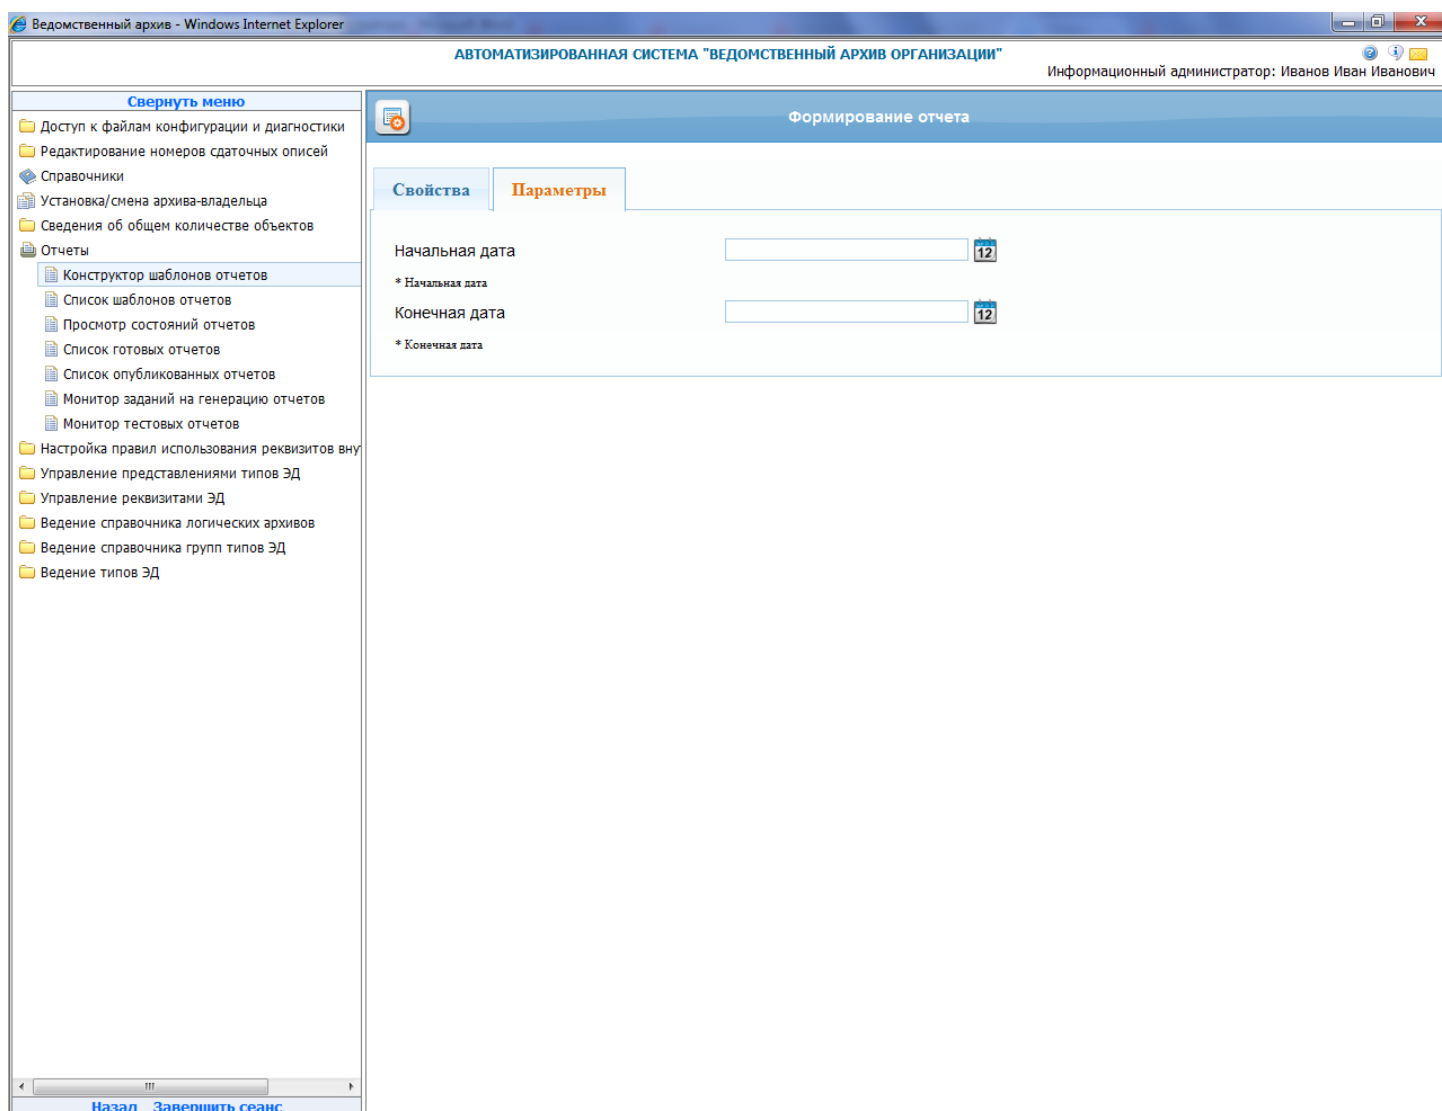 Ведомственный архив - Windows Internet Explorer
АВТОМАТИЗИРОВАННАЯ СИСТЕМА "ВЕДОМСТВЕННЫЙ АРХИВ ОРГАНИЗАЦИИ"
Информационный администратор: Иванов Иван Иванович
Свернуть меню
Доступ к файлам конфигурации и диагностики
Редактирование номеров сдаточных описей
Справочники
Установка/смена архива-владельца
Сведения об общем количестве объектов
Отчеты
Конструктор шаблонов отчетов
Список шаблонов отчетов
Просмотр состояний отчетов
Список готовых отчетов
Список опубликованных отчетов
Монитор заданий на генерацию отчетов
Монитор тестовых отчетов
Настройка правил использования реквизитов вну
Управление представлениями типов ЭД
Управление реквизитами ЭД
Ведение справочника логических архивов
Ведение справочника групп типов ЭД
Ведение типов ЭД
Назад Завершить сеанс
Формирование отчета
Свойства Параметры
Начальная дата 12
* Начальная дата
Конечная дата 12
* Конечная дата